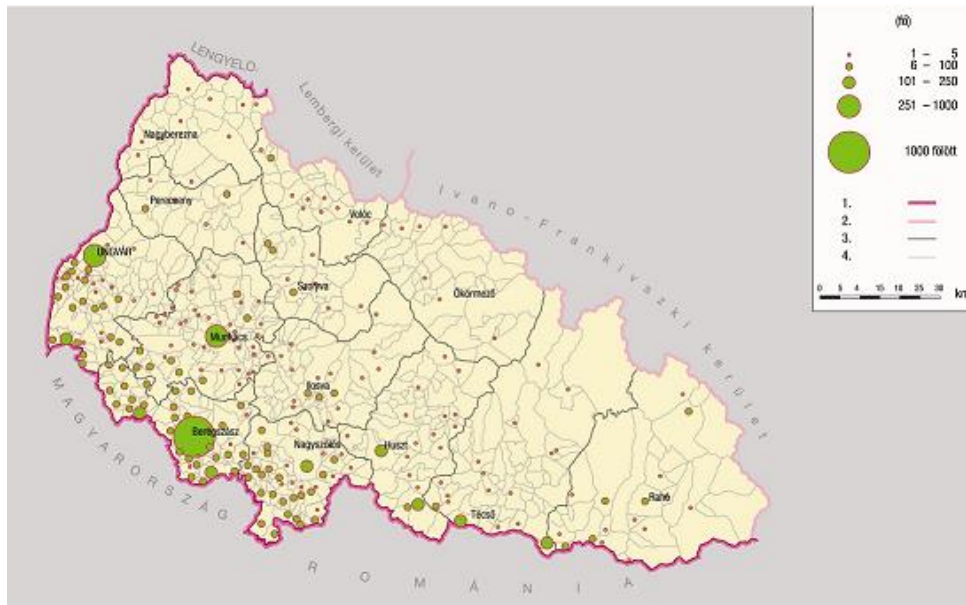 (fő)
1 – 5
6 – 100
101 – 250
251 – 1000
1000 fölött
1.
2.
3.
4.
0 5 10 15 20 25 30 km
LENGYELO.
Lembergi kerület
Ivano-Frankivszki kerület
Nagyberezna
Perecseny
Volóc
UNGVÁR
Szolyva
Ökörmező
Munkács
Ilosva
Beregszász
Nagyszőlős
Huszt
Técső
Rahó
MAGYARORSZÁG
ROMÁNIA